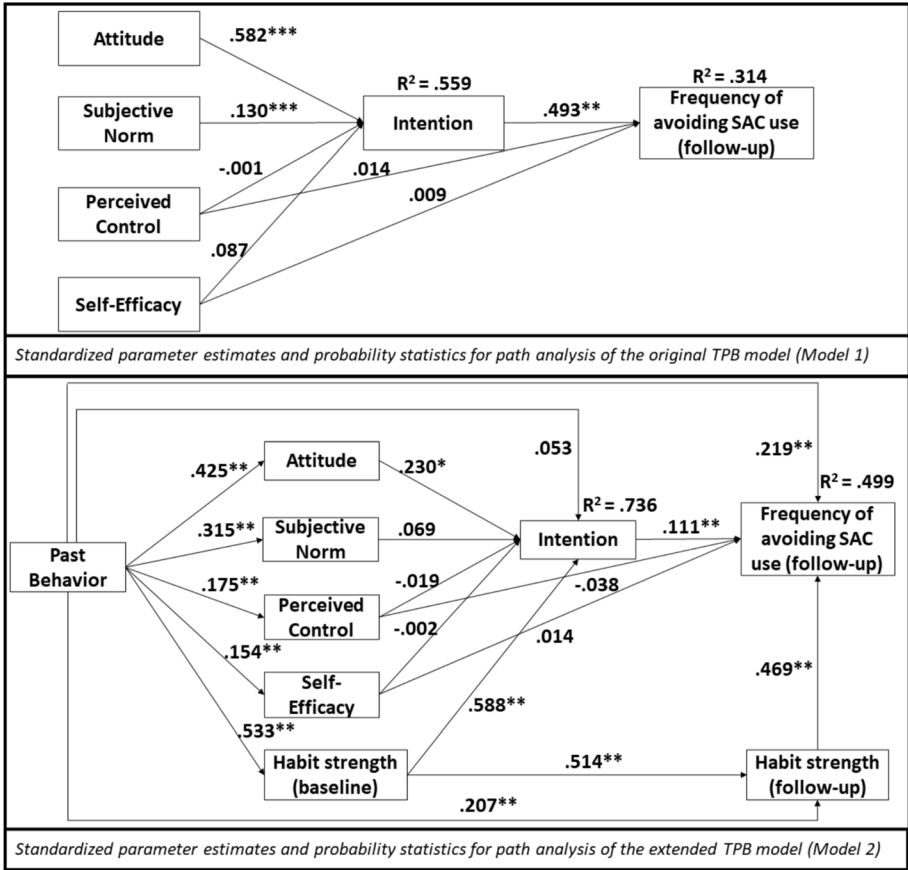 Attitude
.582***
R² = .559
R² = .314
Subjective
Norm
.130***
Intention
.493**
Frequency of
avoiding SAC use
(follow-up)
-.001
.014
Perceived
Control
.009
.087
Self-Efficacy
Standardized parameter estimates and probability statistics for path analysis of the original TPB model (Model 1)
.053
.219**
.425**
Attitude
.230*
R² = .499
R² = .736
.315**
Subjective
Norm
.069
Intention
.111**
Frequency of
avoiding SAC
use (follow-up)
Past
Behavior
.175**
-.019
-.038
Perceived
Control
-.002
.014
.154**
.469**
Self-
Efficacy
.588**
.533**
Habit strength
(baseline)
.514**
Habit strength
(follow-up)
.207**
Standardized parameter estimates and probability statistics for path analysis of the extended TPB model (Model 2)